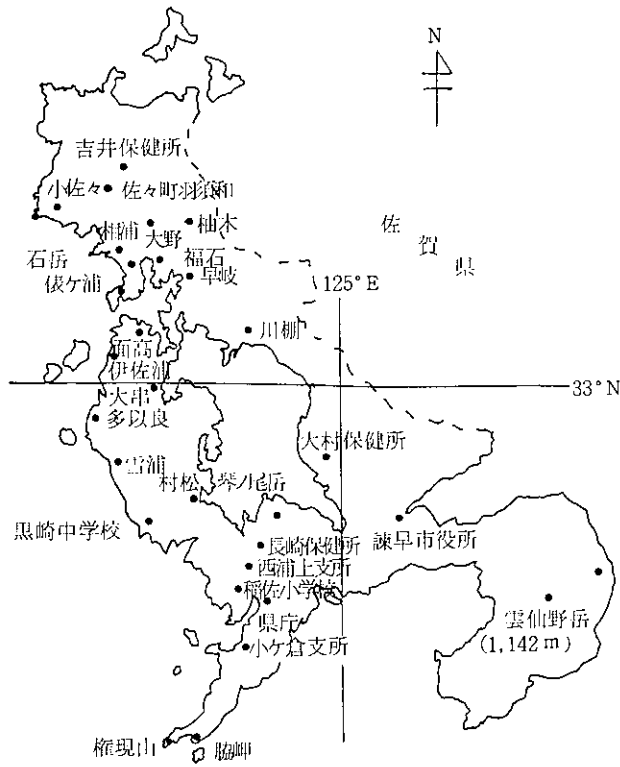 N
吉井保健所
小佐々
佐々町羽須和
柚木
相浦
大野
佐賀県
石岳
福石
俵ケ浦
早岐
125°E
川棚
面高
伊佐浦
33°N
大串
多以良
大村保健所
雪浦
村松
琴ノ尾岳
黒崎中学校
長崎保健所
諫早市役所
西浦上支所
稲佐小学校
県庁
雲仙野岳
(1,142m)
小ケ倉支所
権現山
脇岬